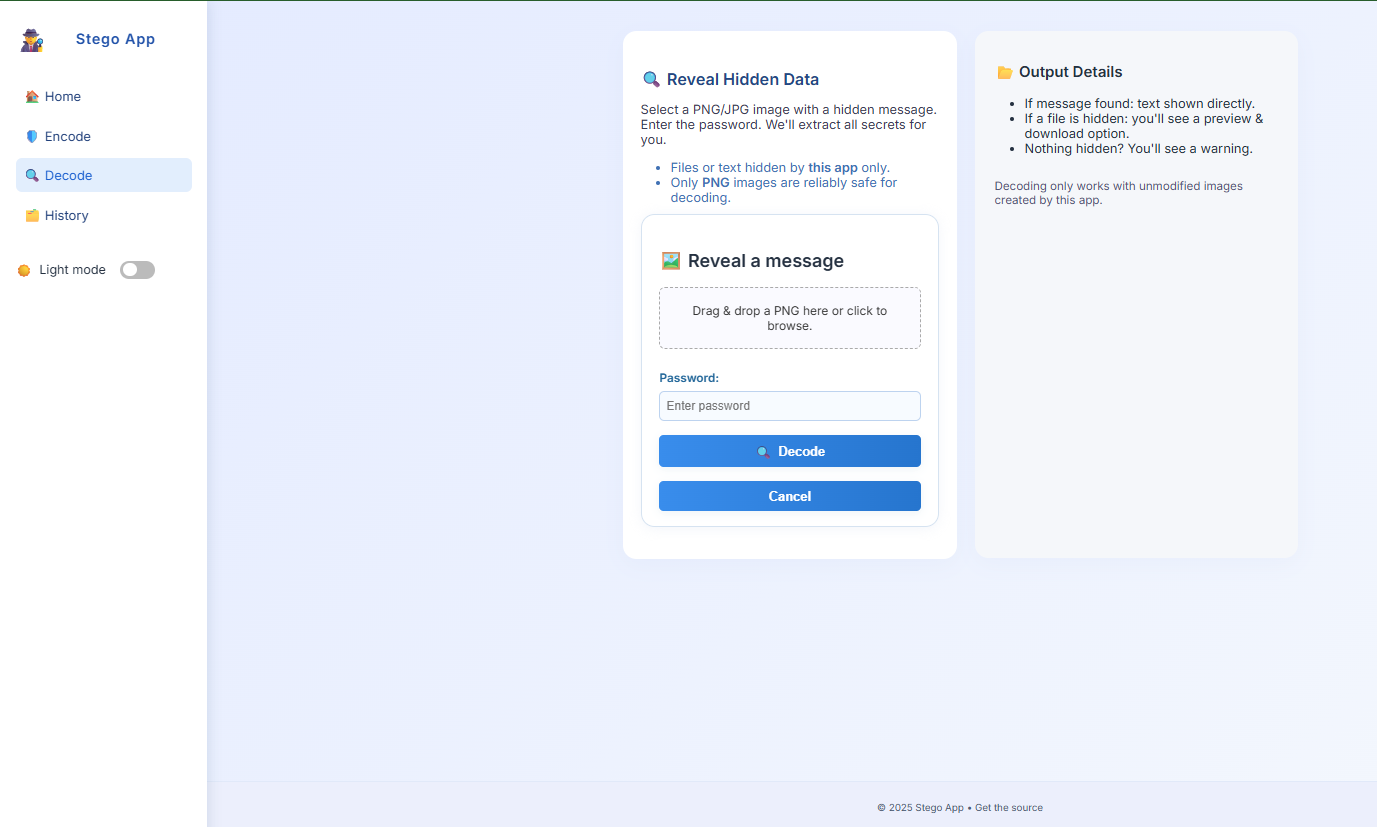 Stego App
Home
Encode
Decode
History
Light mode
Reveal Hidden Data
Select a PNG/JPG image with a hidden message.
Enter the password. We'll extract all secrets for
you.
Files or text hidden by this app only.
Only PNG images are reliably safe for
decoding.
Reveal a message
Drag & drop a PNG here or click to
browse.
Password:
Enter password
Decode
Cancel
Output Details
If message found: text shown directly.
If a file is hidden: you'll see a preview &
download option.
Nothing hidden? You'll see a warning.
Decoding only works with unmodified images
created by this app.
© 2025 Stego App • Get the source